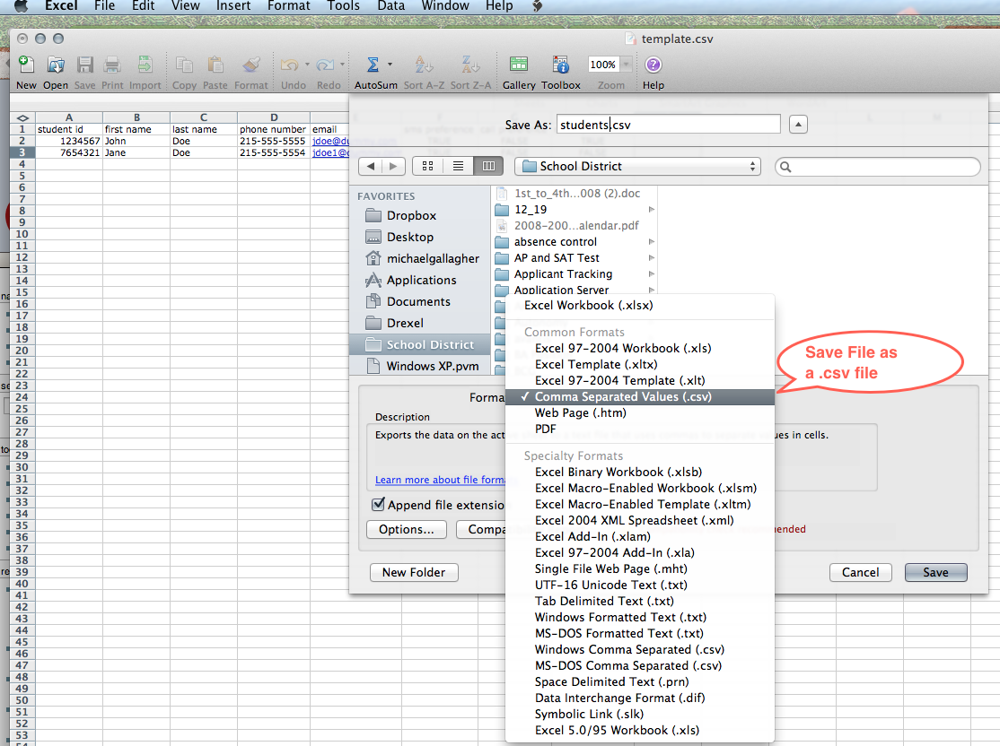 Excel File Edit View Insert Format Tools Data Window Help
template.csv
New Open Save Print Import Copy Paste Format Undo Redo AutoSum Sort A-Z Sort Z-A Gallery Toolbox 100% Zoom Help
Save As: students.csv
A B C D
1 student id first name last name phone number email
2 1234567 John Doe 215-555-5555
3 7654321 Jane Doe 215-555-5554
4
5
6
7
8
9
10
11
12
13
14
15
16
17
18
19
20
21
22
23
24
25
26
27
28
29
30
31
32
33
34
35
36
37
38
39
40
41
42
43
44
45
46
47
48
49
50
51
52
53
School District
FAVORITES
Dropbox
Desktop
michaelgallagher
Applications
Documents
Drexel
School District
Windows XP.pvm
1st_to_4th...008 (2).doc
12_19
2008-200...alendar.pdf
absence control
AP and SAT Test
Applicant Tracking
Application Server
Excel Workbook (.xlsx)
Common Formats
Excel 97-2004 Workbook (.xls)
Excel Template (.xltx)
Excel 97-2004 Template (.xlt)
✓ Comma Separated Values (.csv)
Web Page (.htm)
PDF
Specialty Formats
Excel Binary Workbook (.xlsb)
Excel Macro-Enabled Workbook (.xlsm)
Excel Macro-Enabled Template (.xltm)
Excel 2004 XML Spreadsheet (.xml)
Excel Add-In (.xlam)
Excel 97-2004 Add-In (.xla)
Single File Web Page (.mht)
UTF-16 Unicode Text (.txt)
Tab Delimited Text (.txt)
Windows Formatted Text (.txt)
MS-DOS Formatted Text (.txt)
Windows Comma Separated (.csv)
MS-DOS Comma Separated (.csv)
Space Delimited Text (.prn)
Data Interchange Format (.dif)
Symbolic Link (.slk)
Excel 5.0/95 Workbook (.xls)
Save File as
a .csv file
Forma
Description
Exports the data on the ues in cells.
Learn more about file forma
Append file extensio
Options... Compa
New Folder
Cancel Save